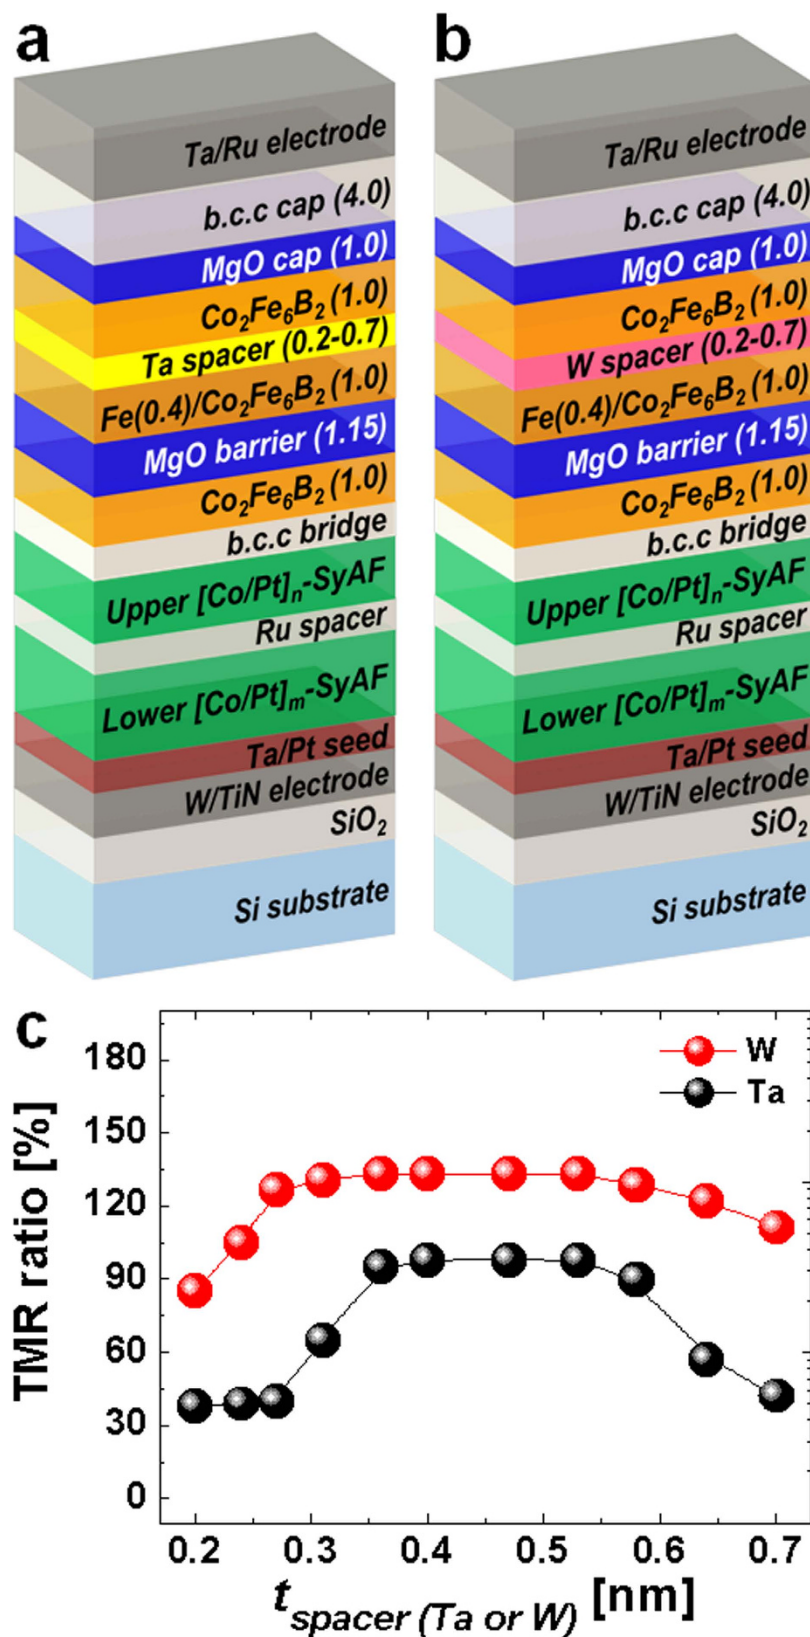 a
Ta/Ru electrode
b.c.c cap (4.0)
MgO cap (1.0)
Co₂Fe₆B₂ (1.0)
Ta spacer (0.2-0.7)
Fe(0.4)/Co₂Fe₆B₂ (1.0)
MgO barrier (1.15)
Co₂Fe₆B₂ (1.0)
b.c.c bridge
Upper [Co/Pt]ₙ-SyAF
Ru spacer
Lower [Co/Pt]ₘ-SyAF
Ta/Pt seed
W/TiN electrode
SiO₂
Si substrate
b
Ta/Ru electrode
b.c.c cap (4.0)
MgO cap (1.0)
Co₂Fe₆B₂ (1.0)
W spacer (0.2-0.7)
Fe(0.4)/Co₂Fe₆B₂ (1.0)
MgO barrier (1.15)
Co₂Fe₆B₂ (1.0)
b.c.c bridge
Upper [Co/Pt]ₙ-SyAF
Ru spacer
Lower [Co/Pt]ₘ-SyAF
Ta/Pt seed
W/TiN electrode
SiO₂
Si substrate
c
W
Ta
TMR ratio [%]
180
150
120
90
60
30
0
0.2 0.3 0.4 0.5 0.6 0.7
t spacer (Ta or W) [nm]